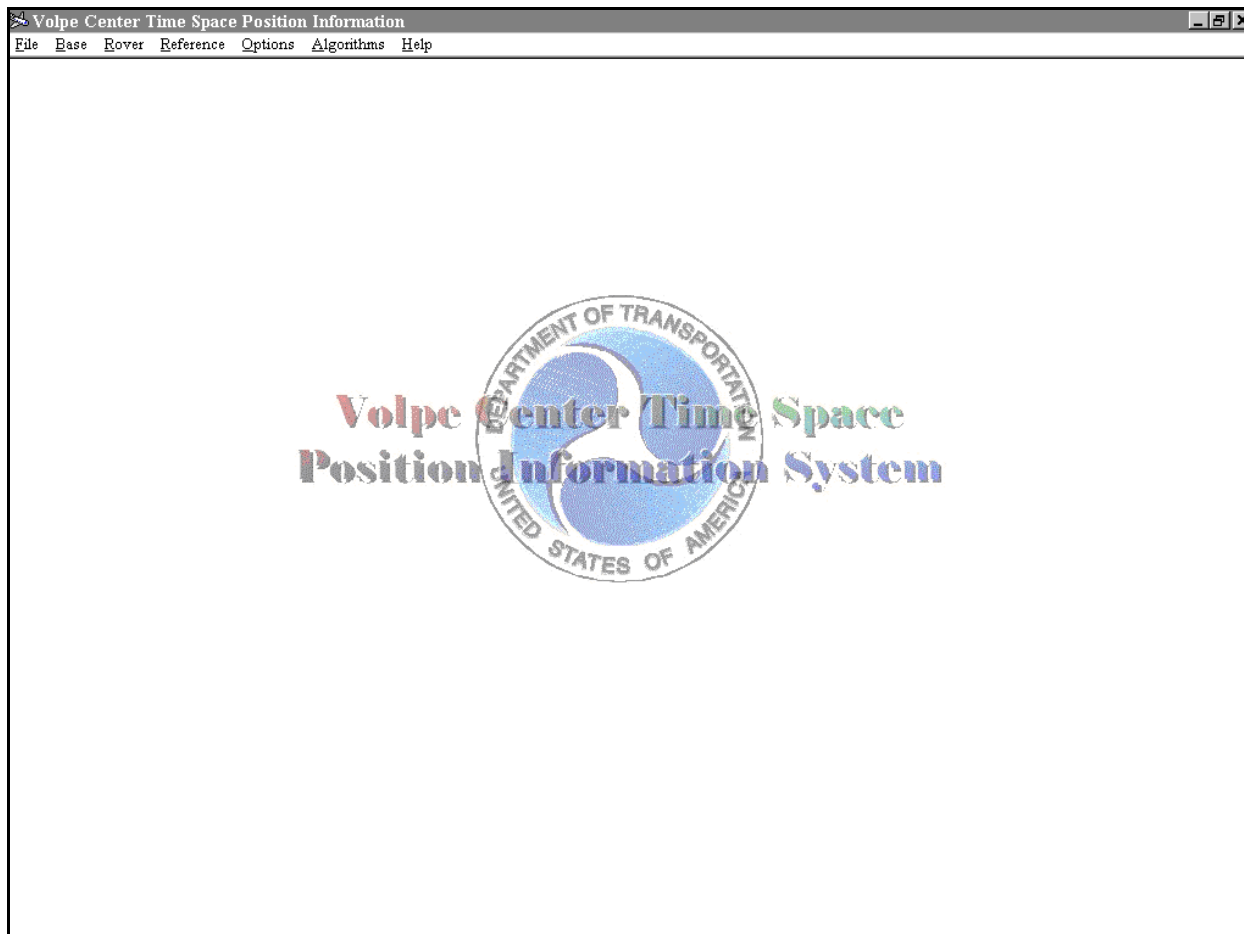 Volpe Center Time Space Position Information
File Base Rover Reference Options Algorithms Help
DEPARTMENT OF TRANSPORTATION
Volpe Center Time Space
Position Information System
UNITED STATES OF AMERICA